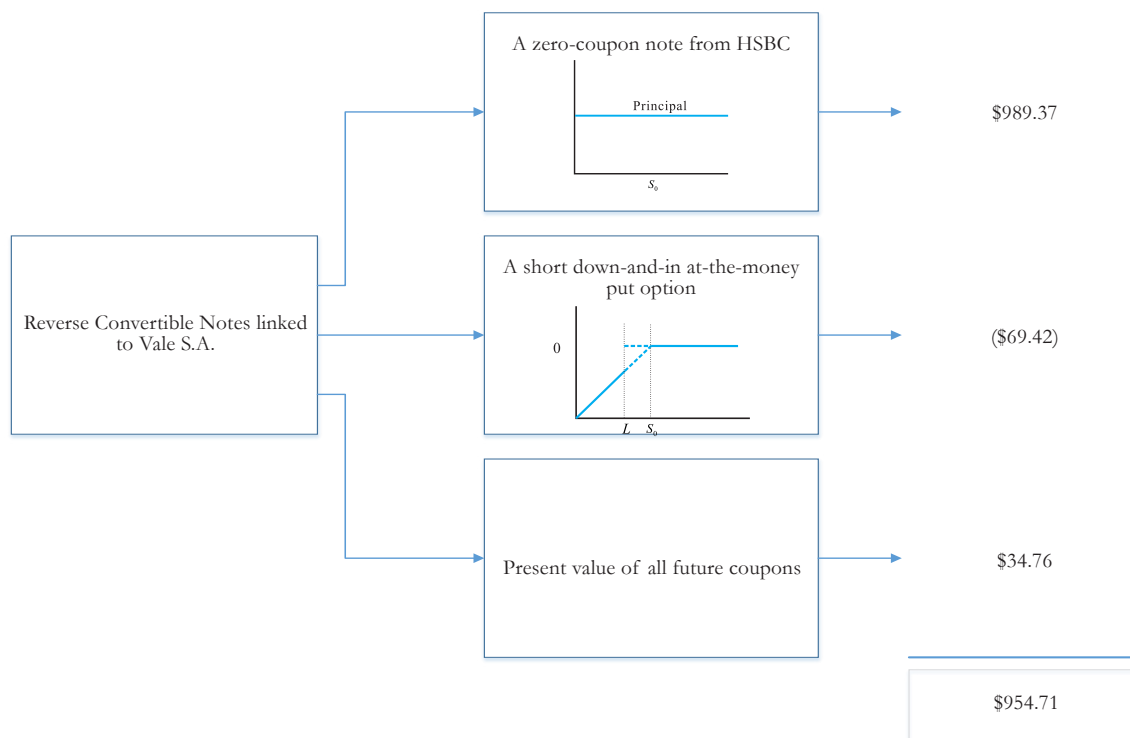 A zero-coupon note from HSBC
Principal
S₀
$989.37
Reverse Convertible Notes linked
to Vale S.A.
A short down-and-in at-the-money
put option
0
L S₀
($69.42)
Present value of all future coupons
$34.76
$954.71